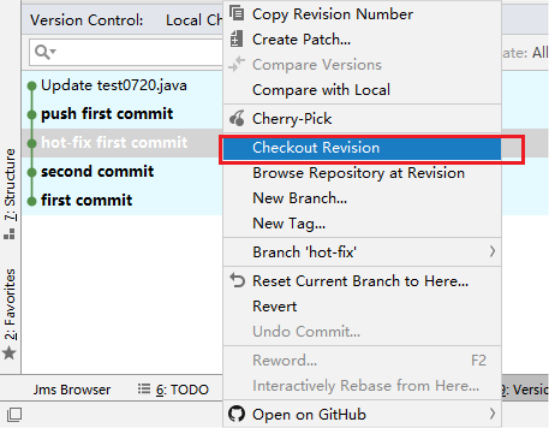 Version Control:
Local Ch
ate: All
Update test0720.java
push first commit
hot-fix first commit
second commit
first commit
Copy Revision Number
Create Patch...
Compare Versions
Compare with Local
Cherry-Pick
Checkout Revision
Browse Repository at Revision
New Branch...
New Tag...
Branch 'hot-fix'
Reset Current Branch to Here...
Revert
Undo Commit...
Reword... F2
Interactively Rebase from Here...
Open on GitHub
7: Structure
2: Favorites
Jms Browser
6: TODO
9: Versio